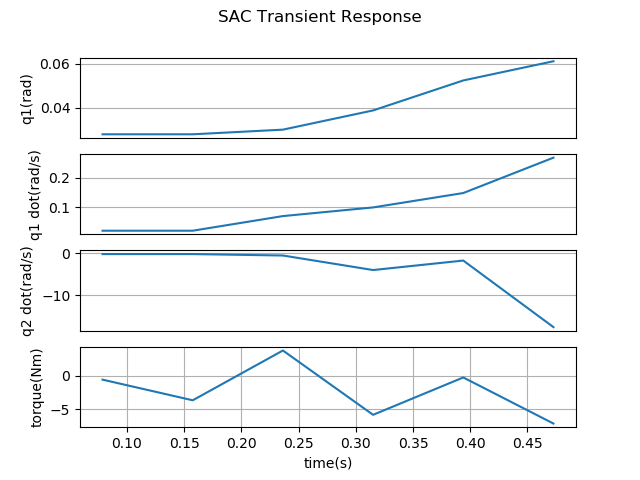 SAC Transient Response
0.06
0.04
q1(rad)
0.2
0.1
q1 dot(rad/s)
0
−10
q2 dot(rad/s)
0
−5
torque(Nm)
0.10 0.15 0.20 0.25 0.30 0.35 0.40 0.45
time(s)